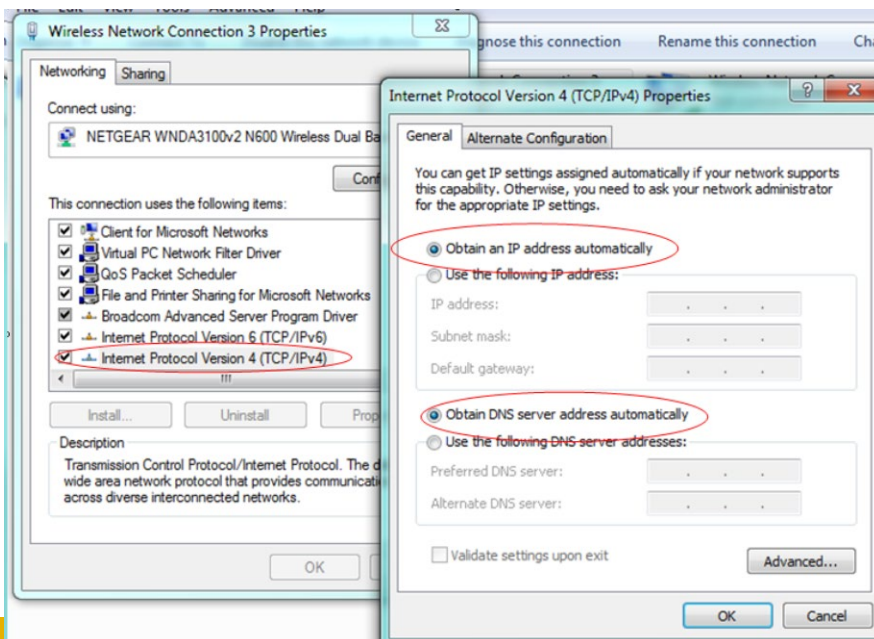 File Edit View Tools Advanced Help
Wireless Network Connection 3 Properties
gnose this connection
Rename this connection
Networking
Sharing
Connect using:
NETGEAR WNDA3100v2 N600 Wireless Dual Ba
Conf
This connection uses the following items:
Client for Microsoft Networks
Virtual PC Network Filter Driver
QoS Packet Scheduler
File and Printer Sharing for Microsoft Networks
Broadcom Advanced Server Program Driver
Internet Protocol Version 6 (TCP/IPv6)
Internet Protocol Version 4 (TCP/IPv4)
Install...
Uninstall
Prop
Description
Transmission Control Protocol/Internet Protocol. The d
wide area network protocol that provides communicati
across diverse interconnected networks.
OK
Internet Protocol Version 4 (TCP/IPv4) Properties
General
Alternate Configuration
You can get IP settings assigned automatically if your network supports
this capability. Otherwise, you need to ask your network administrator
for the appropriate IP settings.
Obtain an IP address automatically
Use the following IP address:
IP address:
Subnet mask:
Default gateway:
Obtain DNS server address automatically
Use the following DNS server addresses:
Preferred DNS server:
Alternate DNS server:
Validate settings upon exit
Advanced...
OK
Cancel